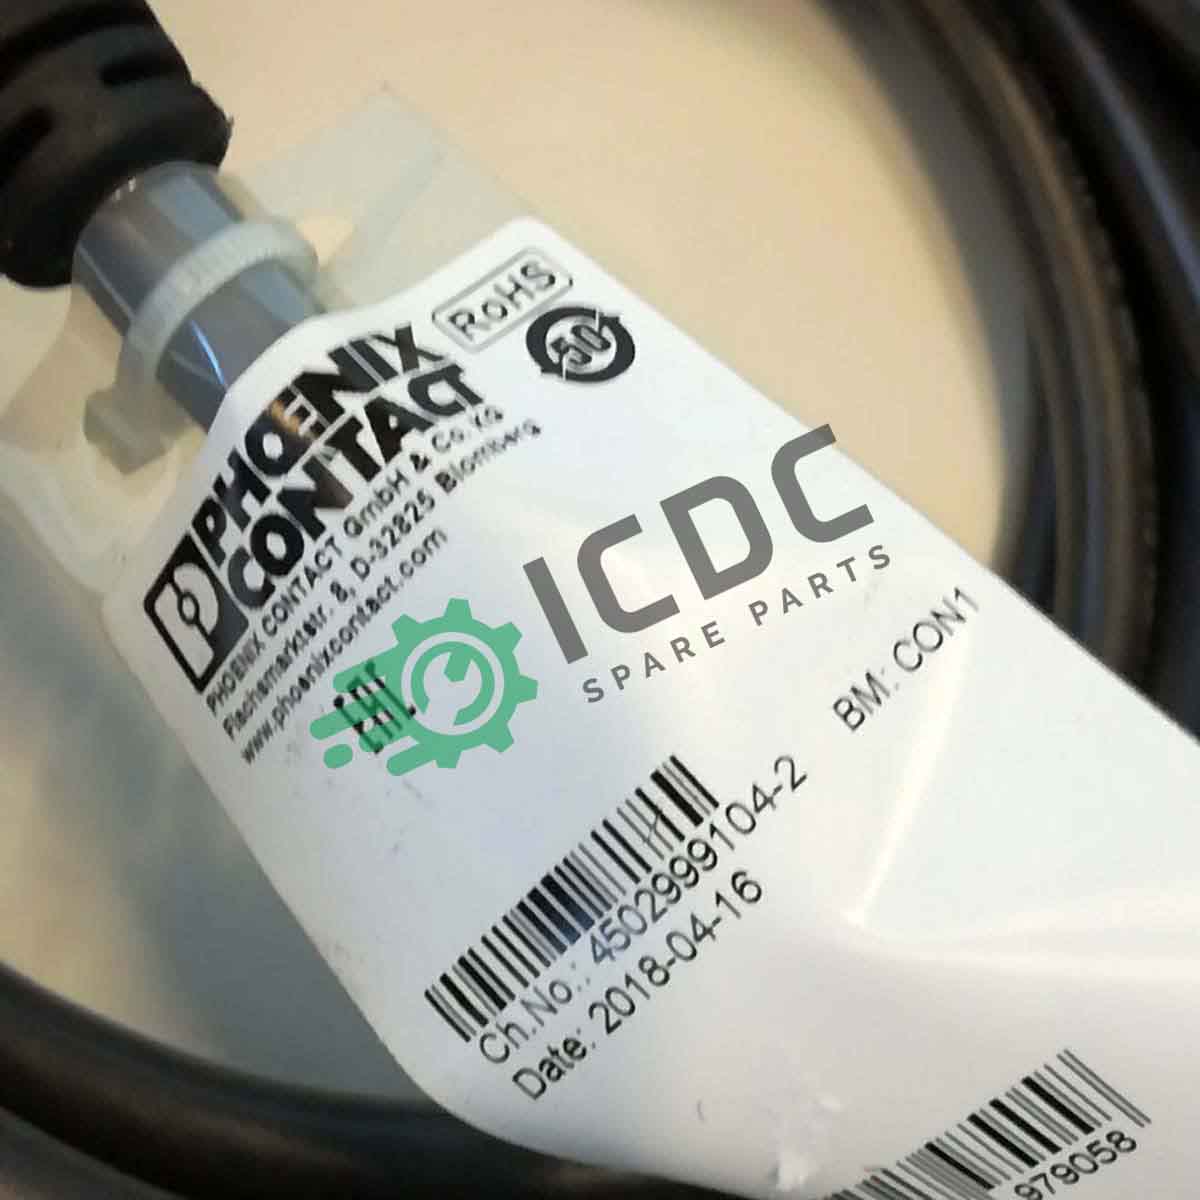 RoHS
50
PHOENIX
CONTACT
PHOENIX CONTACT GmbH & Co. KG
Flachsmarktstr. 8, D-32825 Blomberg
www.phoenixcontact.com
EAC
ICDC
SPARE PARTS
BM: CON1
Ch.No.: 4502999104-2
Date: 2018-04-16
979058